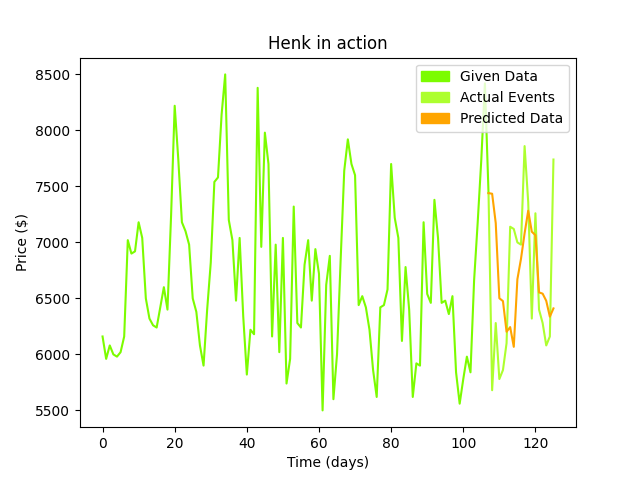 Henk in action
Given Data
Actual Events
Predicted Data
8500
8000
7500
7000
6500
6000
5500
Price ($)
0 20 40 60 80 100 120
Time (days)